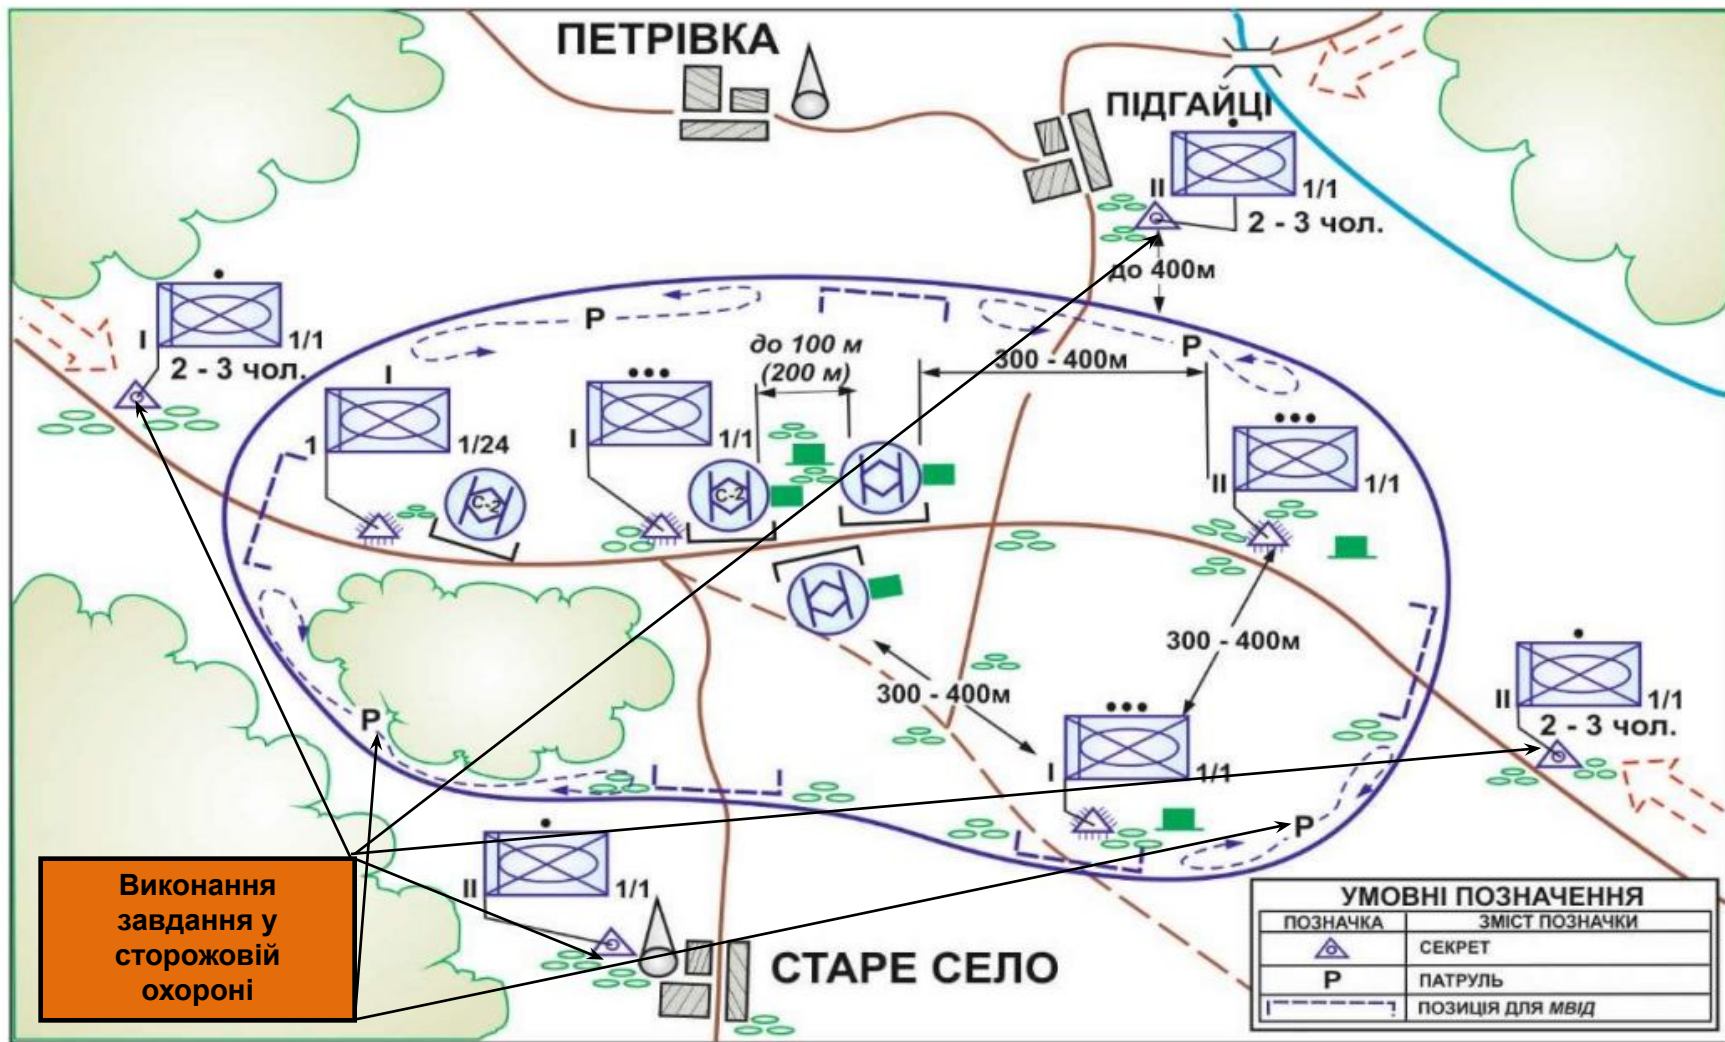 ПЕТРІВКА
ПІДГАЙЦІ
II
1/1
2 - 3 чол.
до 400м
I
1/1
2 - 3 чол.
P
P
до 100 м
(200 м)
300 - 400м
I
1
1/24
I
1/1
II
1/1
С-2
С-2
300 - 400м
300 - 400м
P
I
1/1
II
1/1
2 - 3 чол.
P
II
1/1
СТАРЕ СЕЛО
Виконання
завдання у
сторожовій
охороні
УМОВНІ ПОЗНАЧЕННЯ
ПОЗНАЧКА ЗМІСТ ПОЗНАЧКИ
СЕКРЕТ
P ПАТРУЛЬ
ПОЗИЦІЯ ДЛЯ МВІД